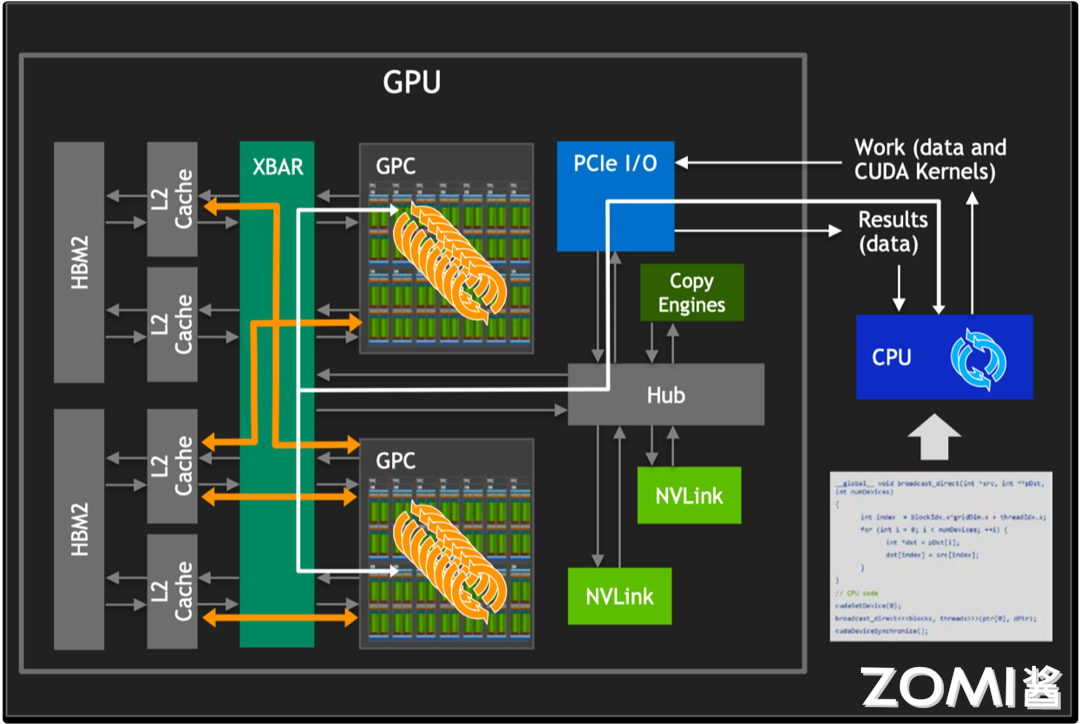 GPU
HBM2
HBM2
L2
Cache
L2
Cache
L2
Cache
L2
Cache
XBAR
GPC
GPC
PCIe I/O
Copy
Engines
Hub
NVLink
NVLink
Work (data and
CUDA Kernels)
Results
(data)
CPU
__global__ void broadcast_direct(int *src, int **pDst,
int numDevices)
{
int index = blockIdx.x*gridDim.x + threadIdx.x;
for (int i = 0; i < numDevices; ++i) {
int *dst = pDst[i];
dst[index] = src[index];
}
}
// CPU code
cudaSetDevice(0);
broadcast_direct<<<blocks, threads>>>(ptr[0], dPtr);
cudaDeviceSynchronize();
ZOMI酱